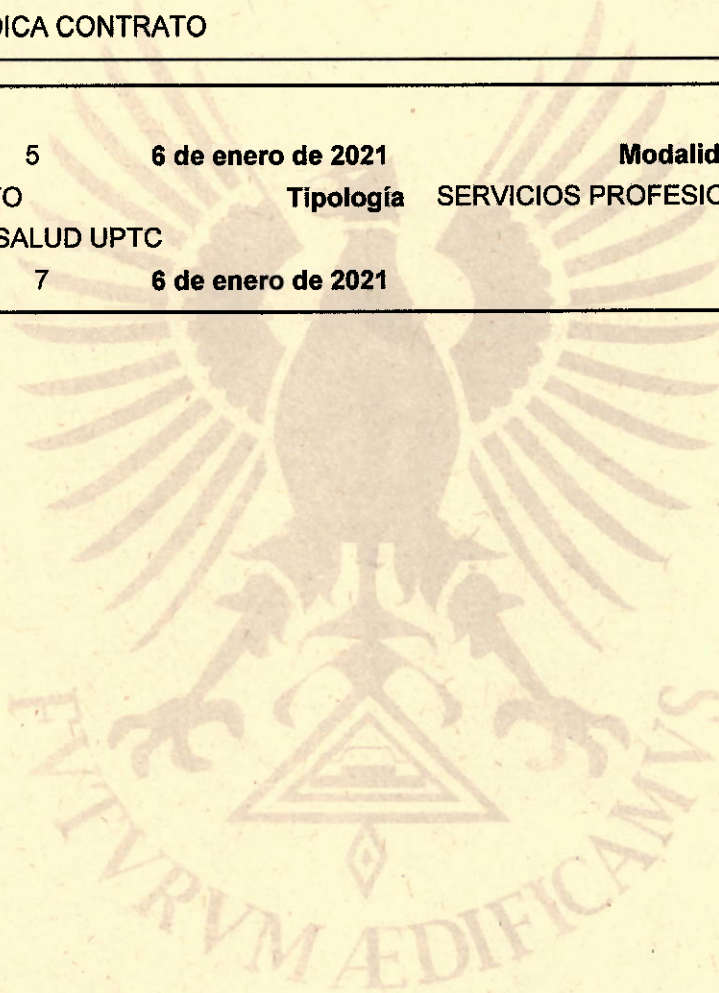 DICA CONTRATO
5 6 de enero de 2021 Modalid
TO Tipología SERVICIOS PROFESIO
SALUD UPTC
7 6 de enero de 2021
FVTVRVM ÆDIFICAMVS